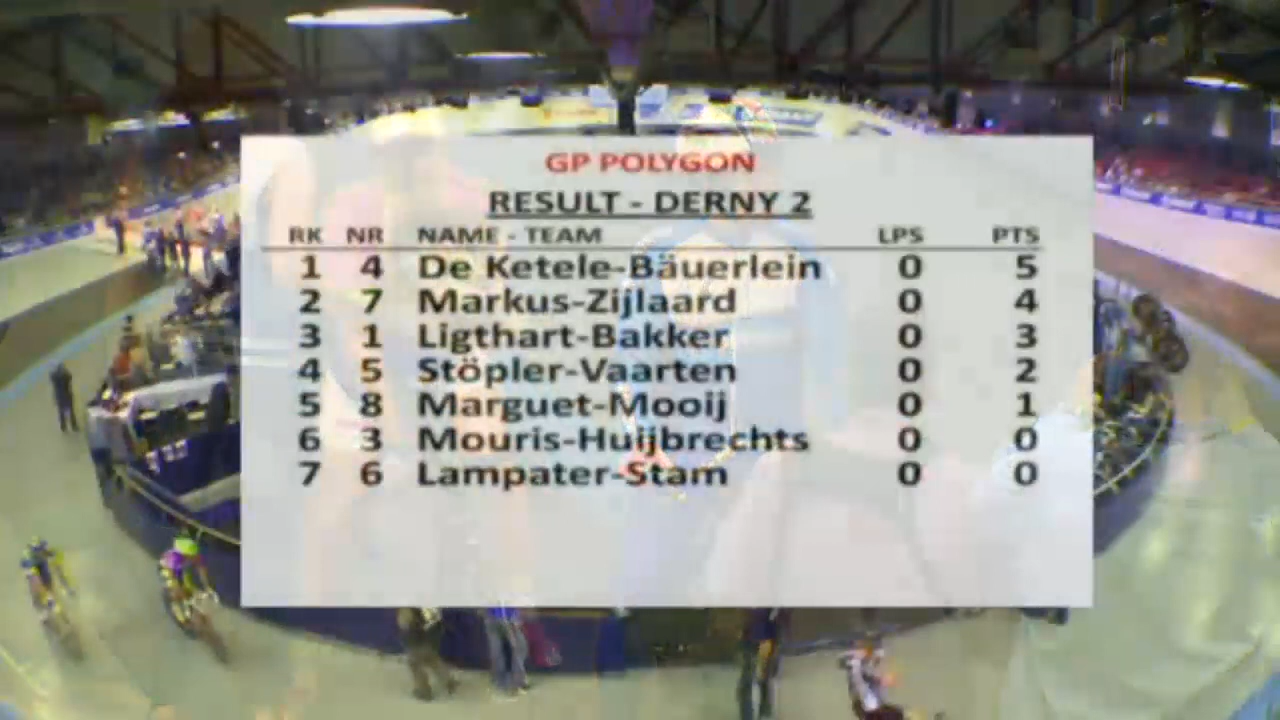 GP POLYGON
RESULT - DERNY 2
RK NR NAME - TEAM LPS PTS
1 4 De Ketele-Bäuerlein 0 5
2 7 Markus-Zijlaard 0 4
3 1 Ligthart-Bakker 0 3
4 5 Stöpler-Vaarten 0 2
5 8 Marguet-Mooij 0 1
6 3 Mouris-Huijbrechts 0 0
7 6 Lampater-Stam 0 0